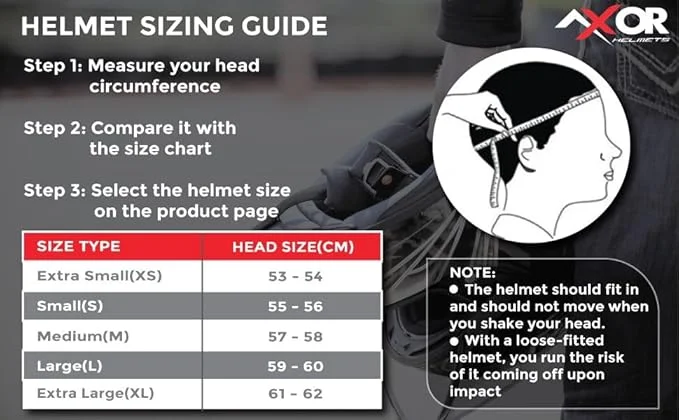 HELMET SIZING GUIDE
AXOR
HELMETS
Step 1: Measure your head
circumference
Step 2: Compare it with
the size chart
Step 3: Select the helmet size
on the product page
SIZE TYPE HEAD SIZE(CM)
Extra Small(XS) 53 - 54
Small(S) 55 - 56
Medium(M) 57 - 58
Large(L) 59 - 60
Extra Large(XL) 61 - 62
NOTE:
● The helmet should fit in
and should not move when
you shake your head.
● With a loose-fitted
helmet, you run the risk
of it coming off upon
impact